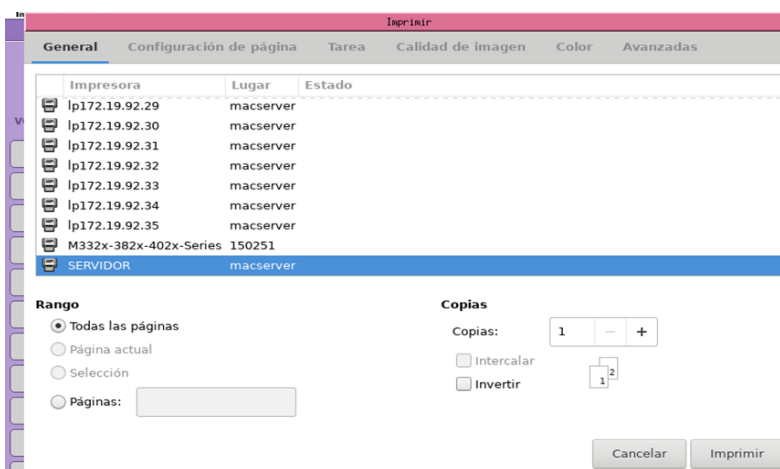 Imprimir
General Configuración de página Tarea Calidad de imagen Color Avanzadas
Impresora Lugar Estado
lp172.19.92.29 macserver
lp172.19.92.30 macserver
lp172.19.92.31 macserver
lp172.19.92.32 macserver
lp172.19.92.33 macserver
lp172.19.92.34 macserver
lp172.19.92.35 macserver
M332x-382x-402x-Series 150251
SERVIDOR macserver
Rango Copias
Todas las páginas Copias: 1
Página actual Intercalar
Selección Invertir
Páginas:
1 2
Cancelar Imprimir